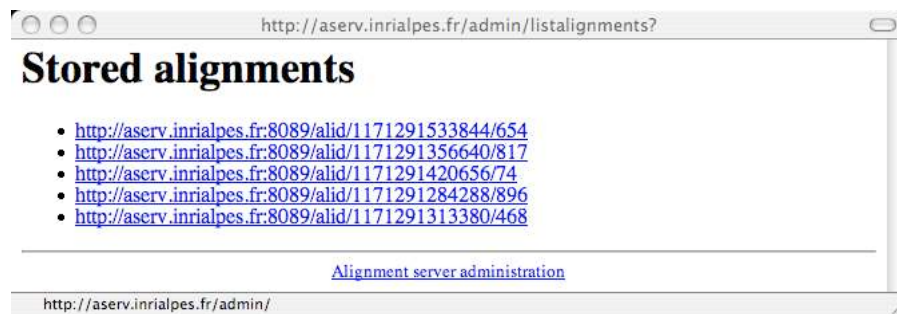 http://aserv.inrialpes.fr/admin/listalignments?
Stored alignments
http://aserv.inrialpes.fr:8089/alid/1171291533844/654
http://aserv.inrialpes.fr:8089/alid/1171291356640/817
http://aserv.inrialpes.fr:8089/alid/1171291420656/74
http://aserv.inrialpes.fr:8089/alid/1171291284288/896
http://aserv.inrialpes.fr:8089/alid/1171291313380/468
Alignment server administration
http://aserv.inrialpes.fr/admin/